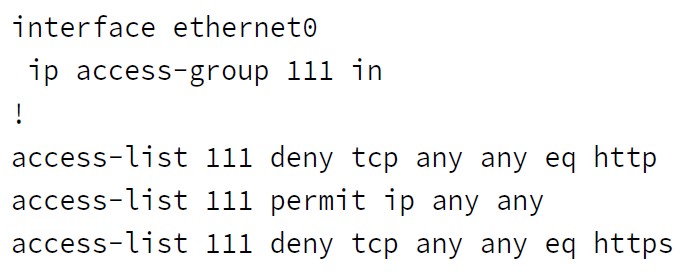 interface ethernet0
 ip access-group 111 in
!
access-list 111 deny tcp any any eq http
access-list 111 permit ip any any
access-list 111 deny tcp any any eq https